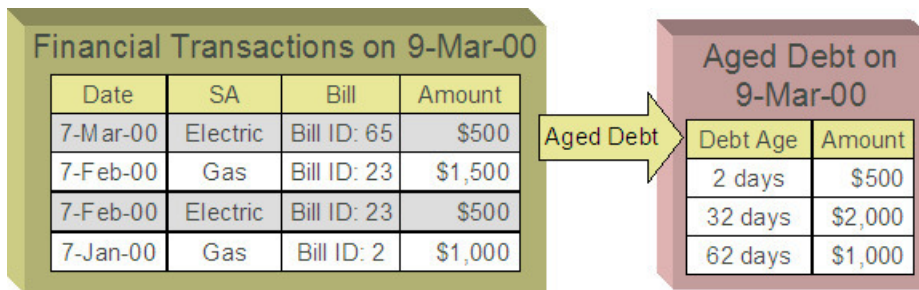 Financial Transactions on 9-Mar-00
Date SA Bill Amount
7-Mar-00 Electric Bill ID: 65 $500
7-Feb-00 Gas Bill ID: 23 $1,500
7-Feb-00 Electric Bill ID: 23 $500
7-Jan-00 Gas Bill ID: 2 $1,000
Aged Debt
Aged Debt on
9-Mar-00
Debt Age Amount
2 days $500
32 days $2,000
62 days $1,000